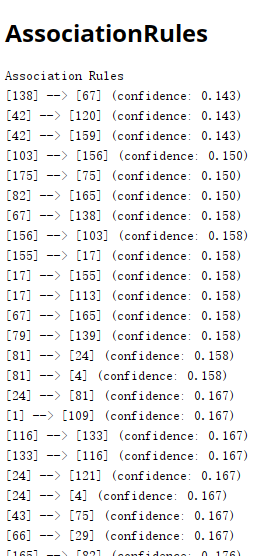 AssociationRules
Association Rules
[138] --> [67] (confidence: 0.143)
[42] --> [120] (confidence: 0.143)
[42] --> [159] (confidence: 0.143)
[103] --> [156] (confidence: 0.150)
[175] --> [75] (confidence: 0.150)
[82] --> [165] (confidence: 0.150)
[67] --> [138] (confidence: 0.158)
[156] --> [103] (confidence: 0.158)
[155] --> [17] (confidence: 0.158)
[17] --> [155] (confidence: 0.158)
[17] --> [113] (confidence: 0.158)
[67] --> [165] (confidence: 0.158)
[79] --> [139] (confidence: 0.158)
[81] --> [24] (confidence: 0.158)
[81] --> [4] (confidence: 0.158)
[24] --> [81] (confidence: 0.167)
[1] --> [109] (confidence: 0.167)
[116] --> [133] (confidence: 0.167)
[133] --> [116] (confidence: 0.167)
[24] --> [121] (confidence: 0.167)
[24] --> [4] (confidence: 0.167)
[43] --> [75] (confidence: 0.167)
[66] --> [29] (confidence: 0.167)
[165] --> [82] (confidence: 0.176)